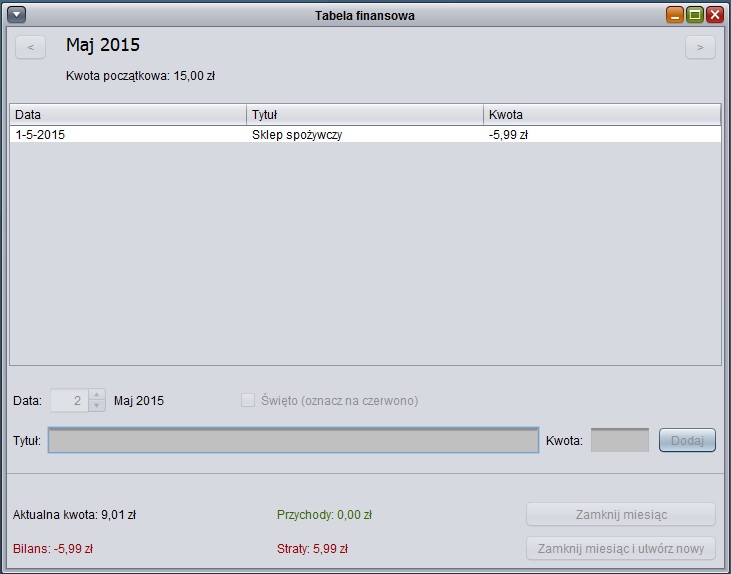 Tabela finansowa
< Maj 2015 >
Kwota początkowa: 15,00 zł
Data Tytuł Kwota
1-5-2015 Sklep spożywczy -5,99 zł
Data: 2 Maj 2015 Święto (oznacz na czerwono)
Tytuł: Kwota: Dodaj
Aktualna kwota: 9,01 zł Przychody: 0,00 zł Zamknij miesiąc
Bilans: -5,99 zł Straty: 5,99 zł Zamknij miesiąc i utwórz nowy